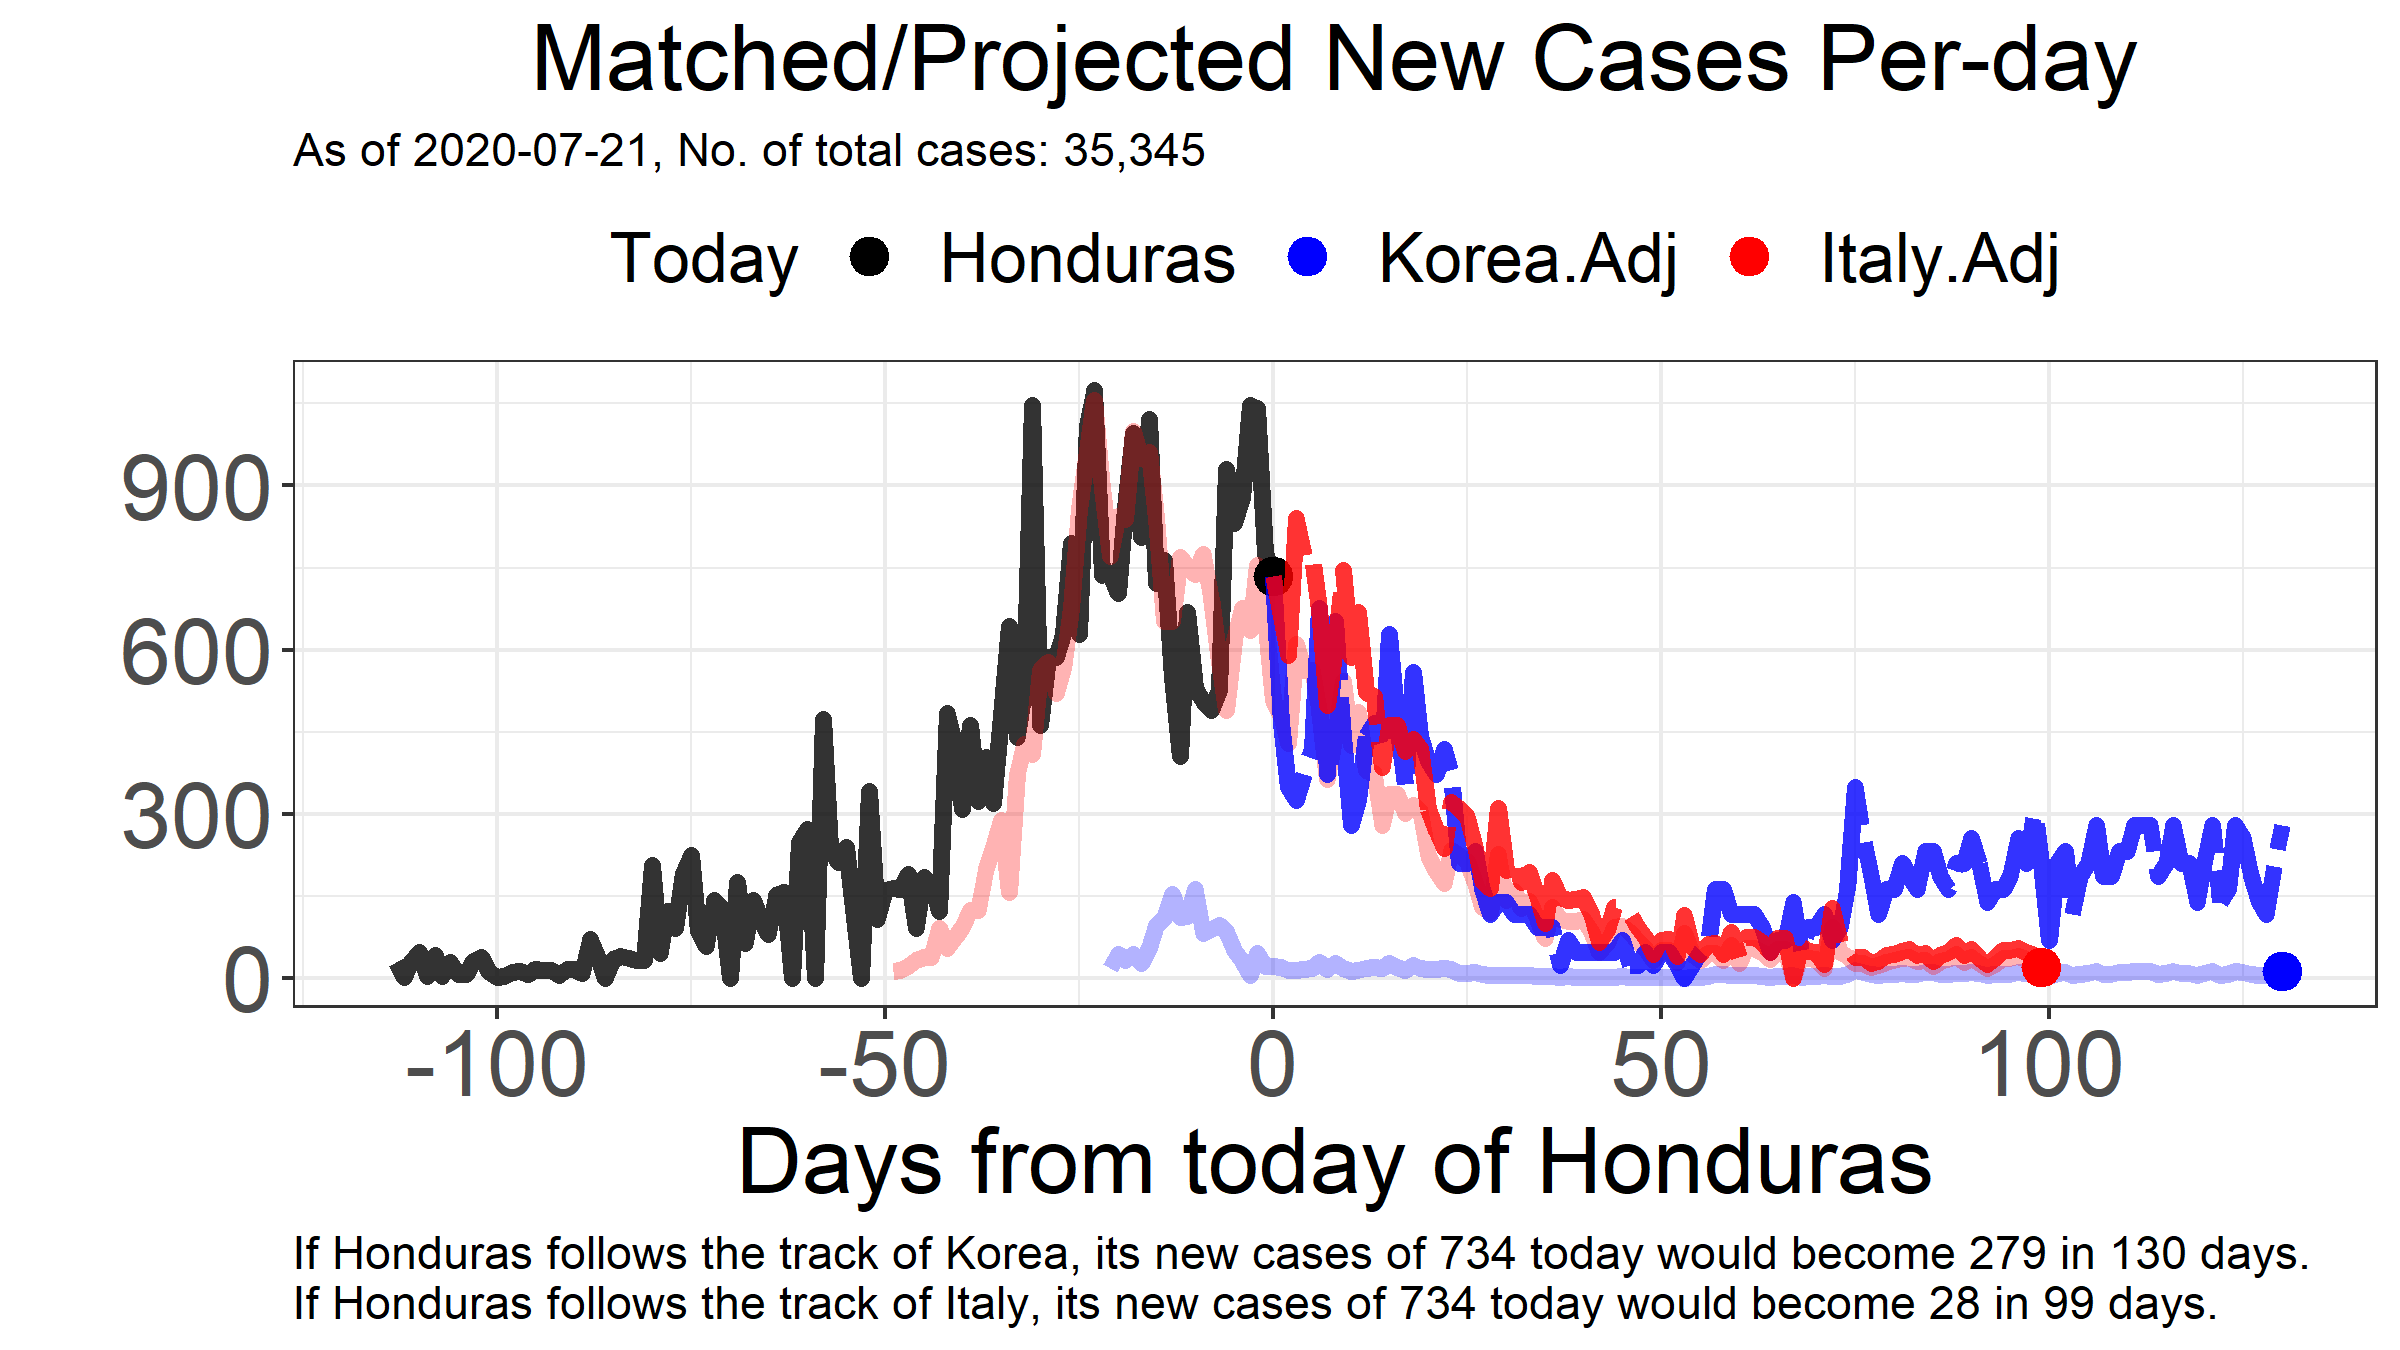 Matched/Projected New Cases Per-day
As of 2020-07-21, No. of total cases: 35,345
Today Honduras Korea.Adj Italy.Adj
900
600
300
0
-100 -50 0 50 100
Days from today of Honduras
If Honduras follows the track of Korea, its new cases of 734 today would become 279 in 130 days.
If Honduras follows the track of Italy, its new cases of 734 today would become 28 in 99 days.